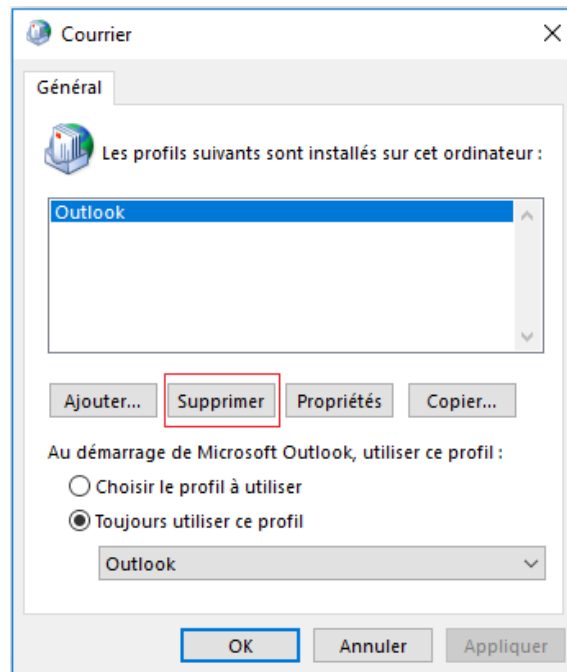 Courrier
Général
Les profils suivants sont installés sur cet ordinateur :
Outlook
Ajouter... Supprimer Propriétés Copier...
Au démarrage de Microsoft Outlook, utiliser ce profil :
Choisir le profil à utiliser
Toujours utiliser ce profil
Outlook
OK Annuler Appliquer